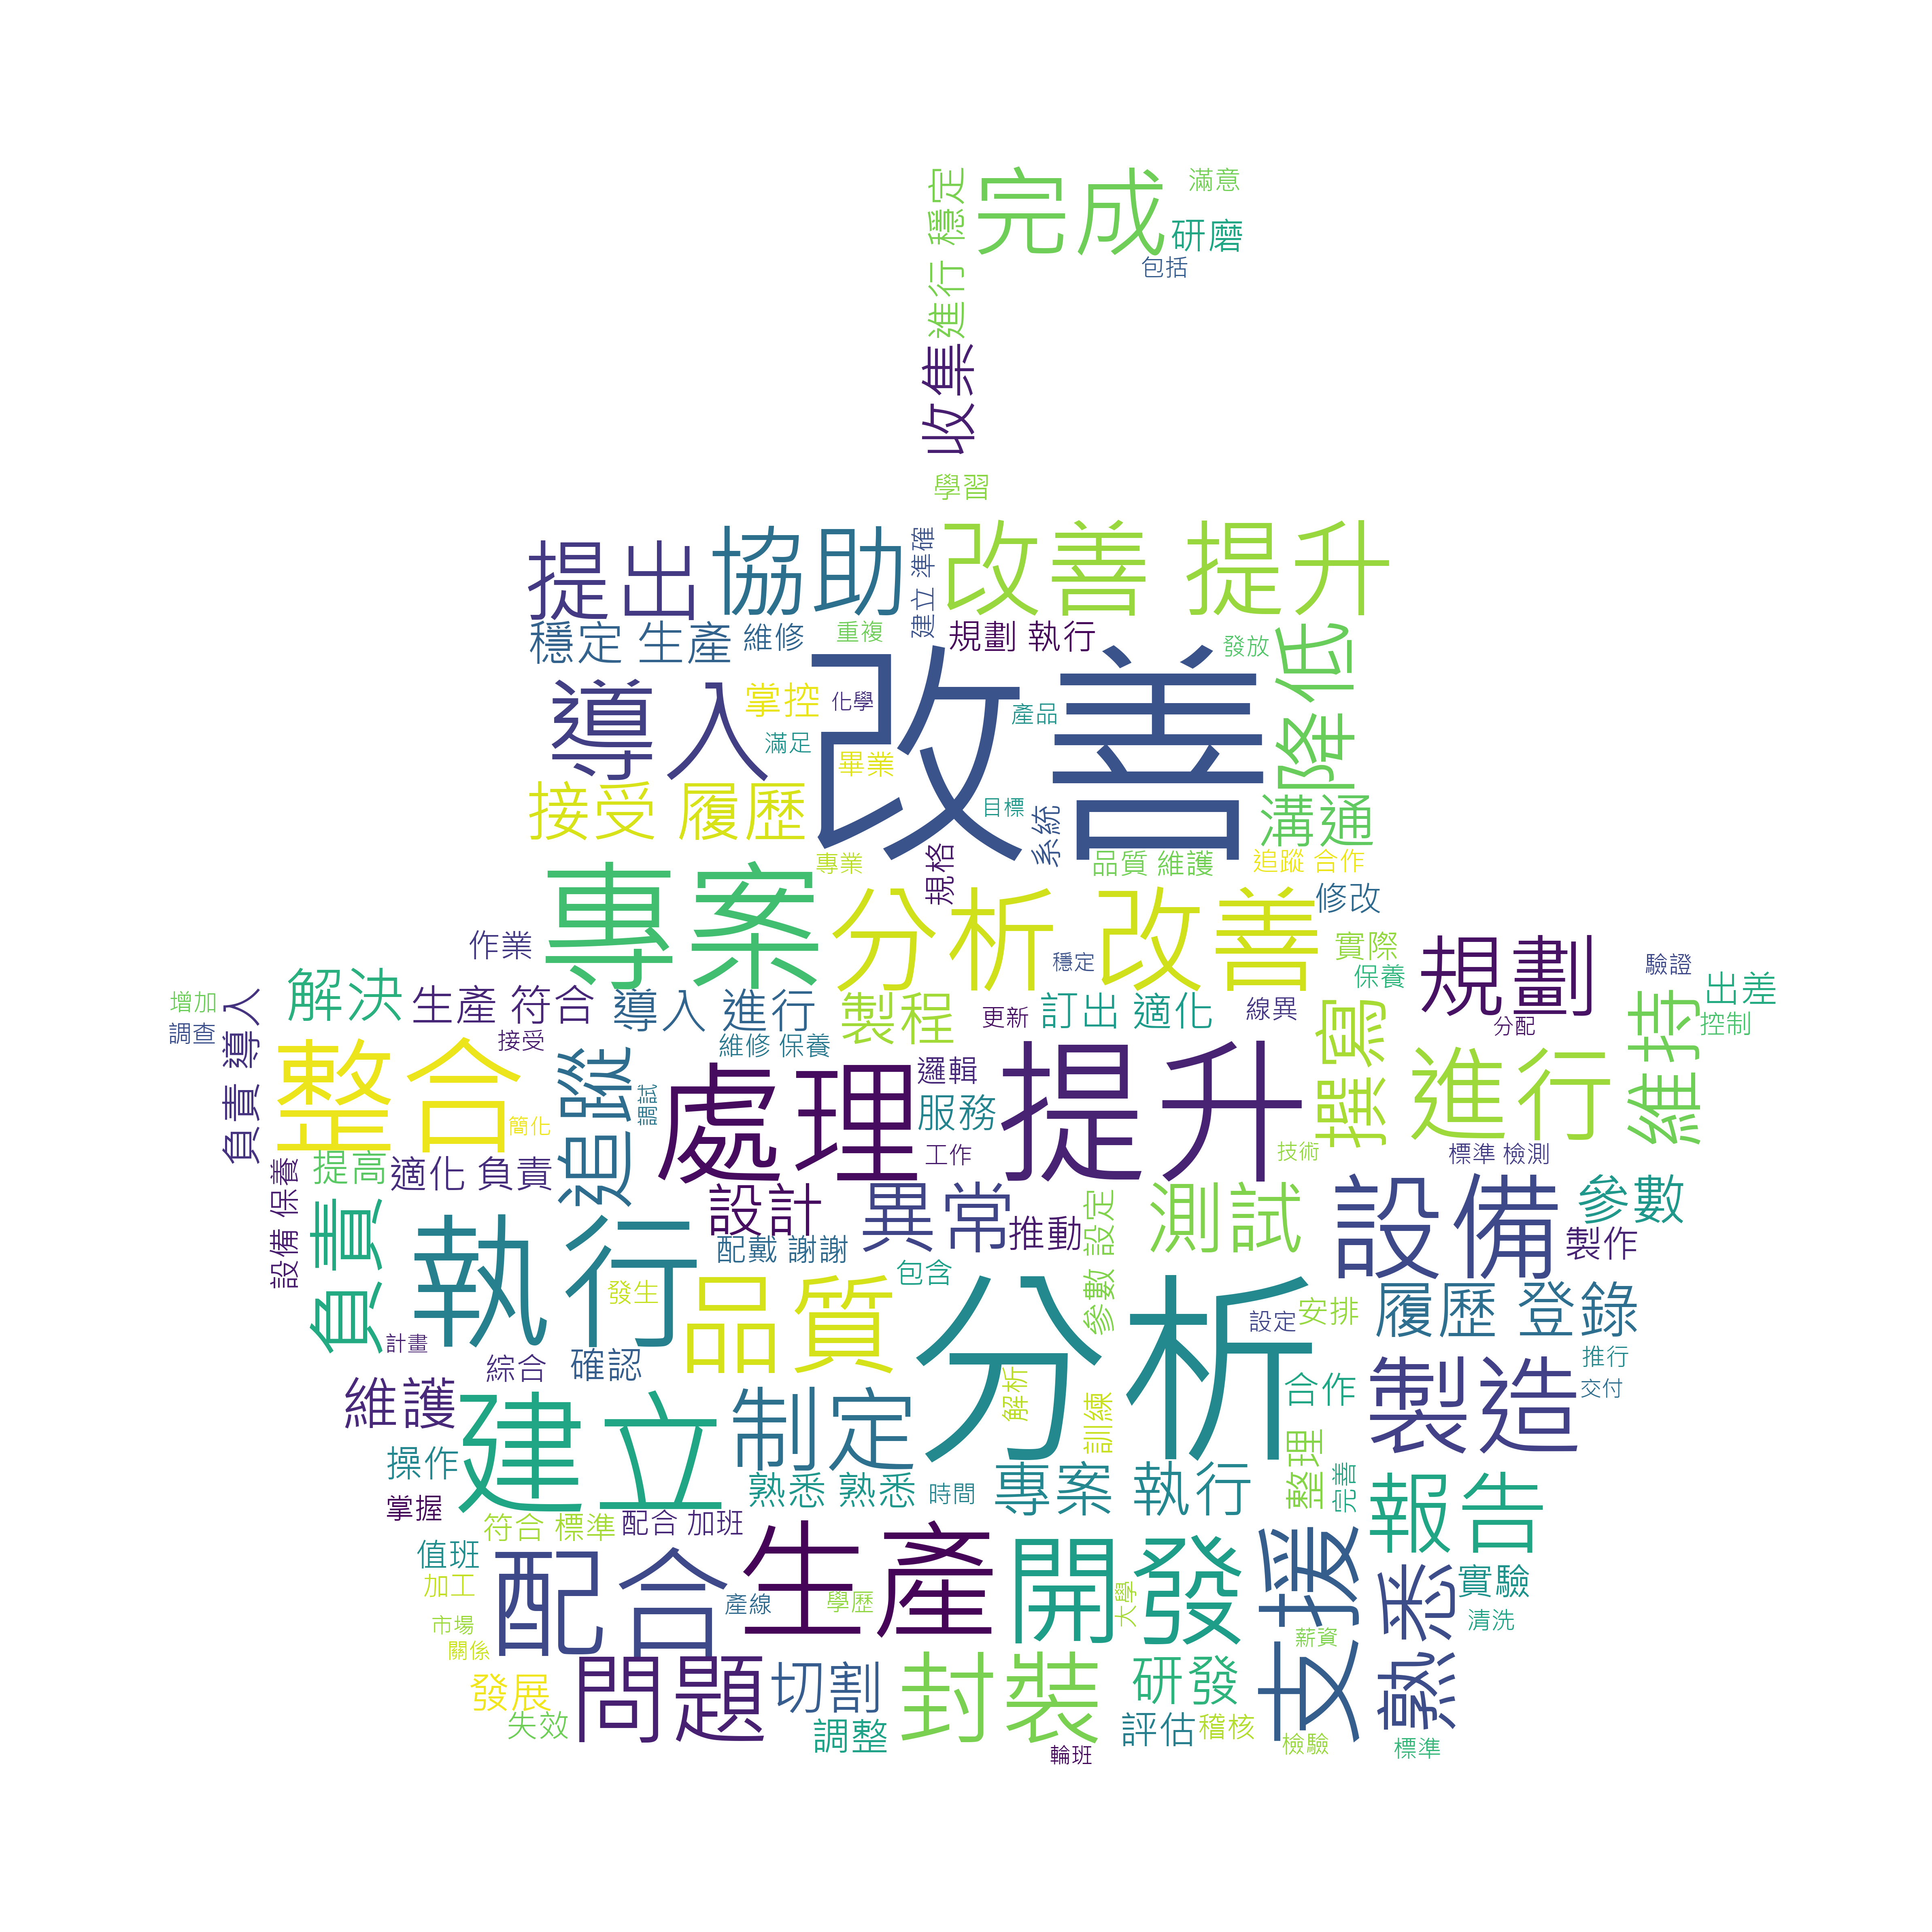 完成
滿意
進行 穩定
研磨
包括
收集
學習
改善 提升
協助
提出
建立 準確
穩定 生產
維修
重複
規劃 執行
發放
降低
改善
導入
掌控
化學
產品
滿足
畢業
接受 履歷
目標
系統
溝通
專業
規格
品質 維護
追蹤 合作
專案
分析 改善
修改
作業
實際
規劃
穩定
驗證
保養
解決
出差
增加
負責 導入
生產 符合
導入 進行
製程
更新
訂出 適化
線異
撰寫
維持
分配
控制
調查
接受
維修 保養
整合
追蹤
處理
邏輯
提升
進行
調試
服務
簡化
工作
技術
標準 檢測
提高
適化 負責
設備 保養
設計
異常
設備
參數
測試
負責
執行
推動
參數 設定
製作
配戴 謝謝
包含
品質
分析
發生
安排
履歷 登錄
設定
計畫
推行
綜合
確認
製造
解析
合作
交付
維護
建立
制定
訓練
操作
專案 執行
整理
完善
熟悉 熟悉
時間
報告
掌握
符合 標準
配合 加班
生產
開發
支援
值班
配合
熟悉
實驗
加工
產線
學歷
大學
清洗
市場
薪資
關係
問題
切割
封裝
研發
發展
失效
調整
評估
稽核
檢驗
標準
輪班